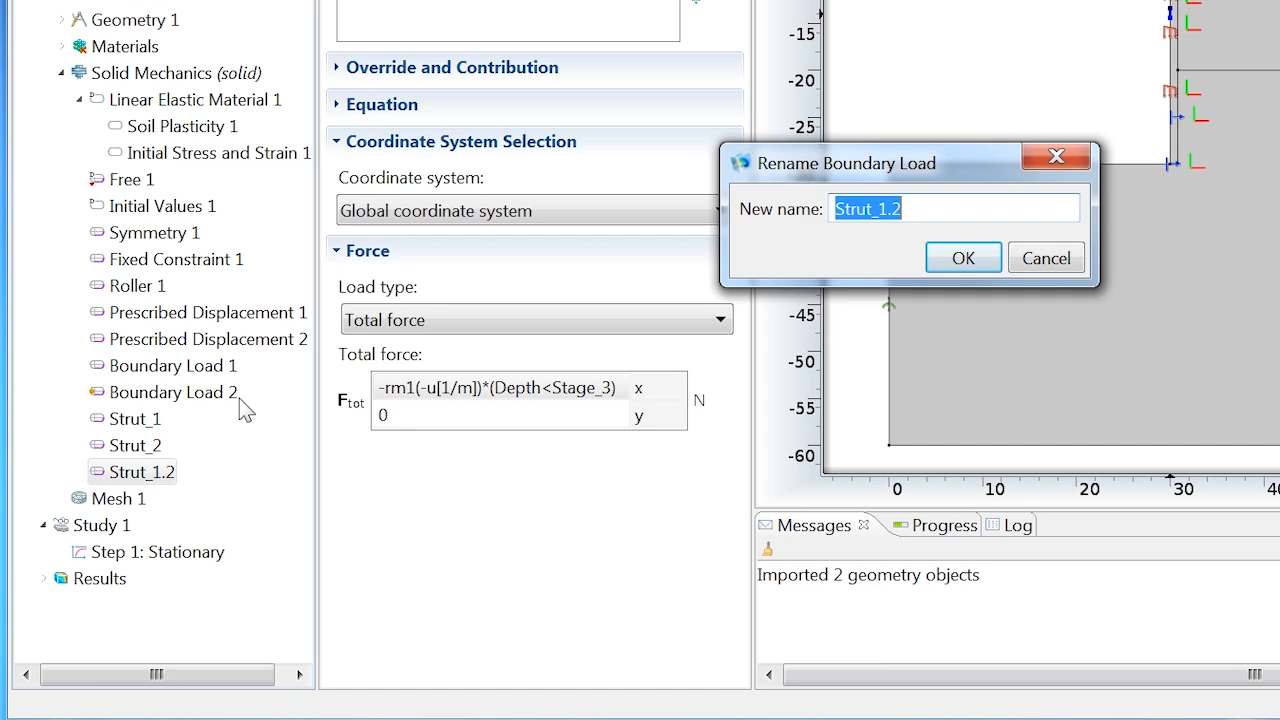 Geometry 1
Materials
Solid Mechanics (solid)
Linear Elastic Material 1
Soil Plasticity 1
Initial Stress and Strain 1
Free 1
Initial Values 1
Symmetry 1
Fixed Constraint 1
Roller 1
Prescribed Displacement 1
Prescribed Displacement 2
Boundary Load 1
Boundary Load 2
Strut_1
Strut_2
Strut_1.2
Mesh 1
Study 1
Step 1: Stationary
Results
Override and Contribution
Equation
Coordinate System Selection
Coordinate system:
Global coordinate system
Force
Load type:
Total force
Total force:
Ftot
-rm1(-u[1/m])*(Depth<Stage_3) x
0 y
N
-15
-20
-25
-45
-50
-55
-60
0 10 20 30
Rename Boundary Load
New name: Strut_1.2
OK Cancel
Messages Progress Log
Imported 2 geometry objects